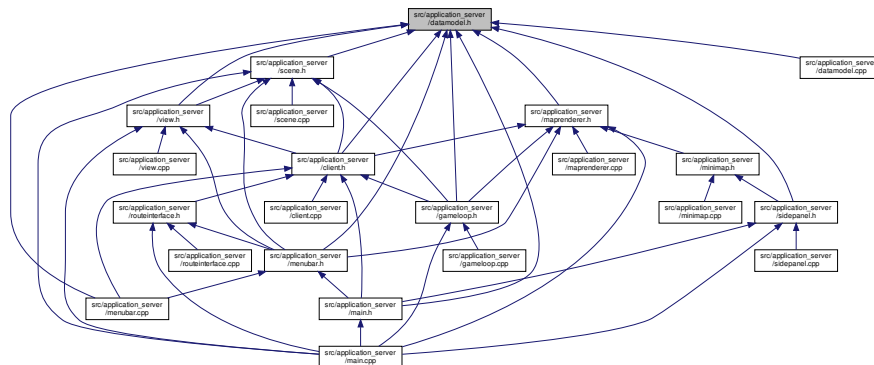 src/application_server
/datamodel.h
src/application_server
/scene.h
src/application_server
/datamodel.cpp
src/application_server
/view.h
src/application_server
/scene.cpp
src/application_server
/maprenderer.h
src/application_server
/view.cpp
src/application_server
/client.h
src/application_server
/maprenderer.cpp
src/application_server
/minimap.h
src/application_server
/routeinterface.h
src/application_server
/client.cpp
src/application_server
/gameloop.h
src/application_server
/minimap.cpp
src/application_server
/sidepanel.h
src/application_server
/routeinterface.cpp
src/application_server
/menubar.h
src/application_server
/gameloop.cpp
src/application_server
/sidepanel.cpp
src/application_server
/menubar.cpp
src/application_server
/main.h
src/application_server
/main.cpp